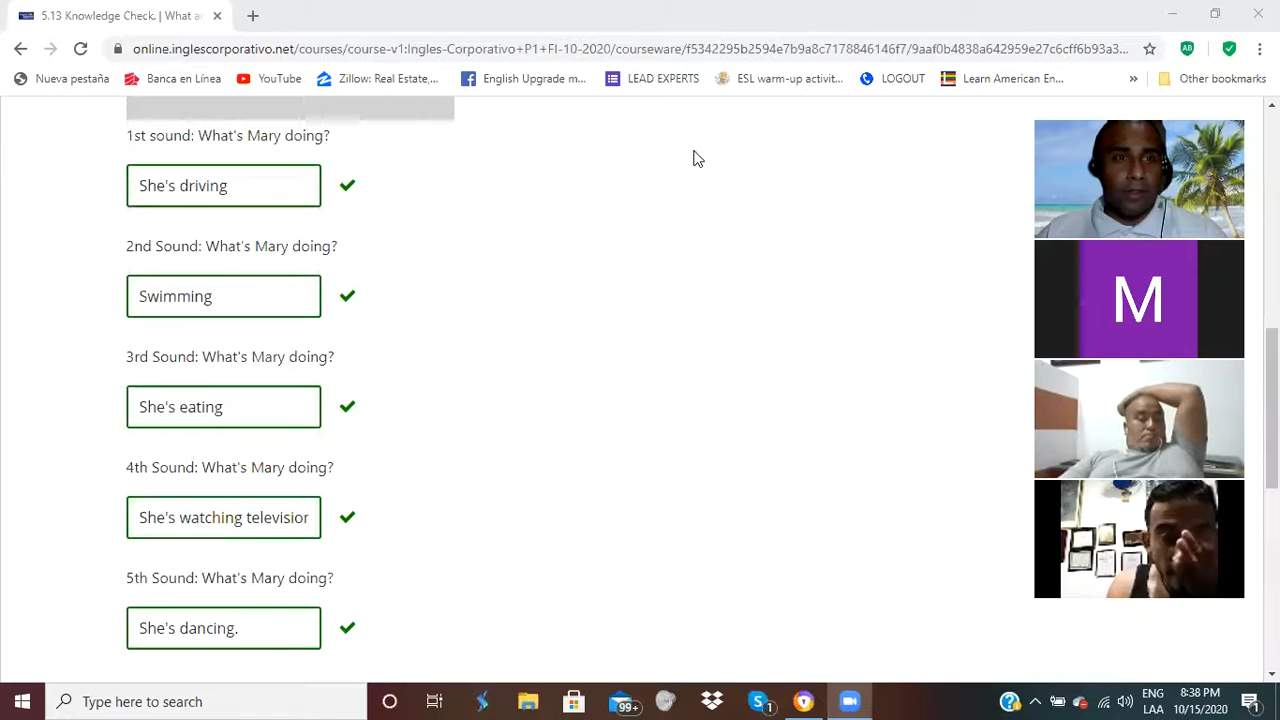 5.13 Knowledge Check. | What a
online.inglescorporativo.net/courses/course-v1:Ingles-Corporativo+P1+FI-10-2020/courseware/f5342295b2594e7b9a8c7178846146f7/9aaf0b4838a642959e27c6cff6b93a3...
Nueva pestaña
Banca en Línea
YouTube
Zillow: Real Estate,...
English Upgrade m...
LEAD EXPERTS
ESL warm-up activit...
LOGOUT
Learn American En...
»
Other bookmarks
1st sound: What's Mary doing?
She's driving
2nd Sound: What's Mary doing?
Swimming
M
3rd Sound: What's Mary doing?
She's eating
4th Sound: What's Mary doing?
She's watching television
5th Sound: What's Mary doing?
She's dancing.
Type here to search
99+
1
ENG
LAA
8:38 PM
10/15/2020
1